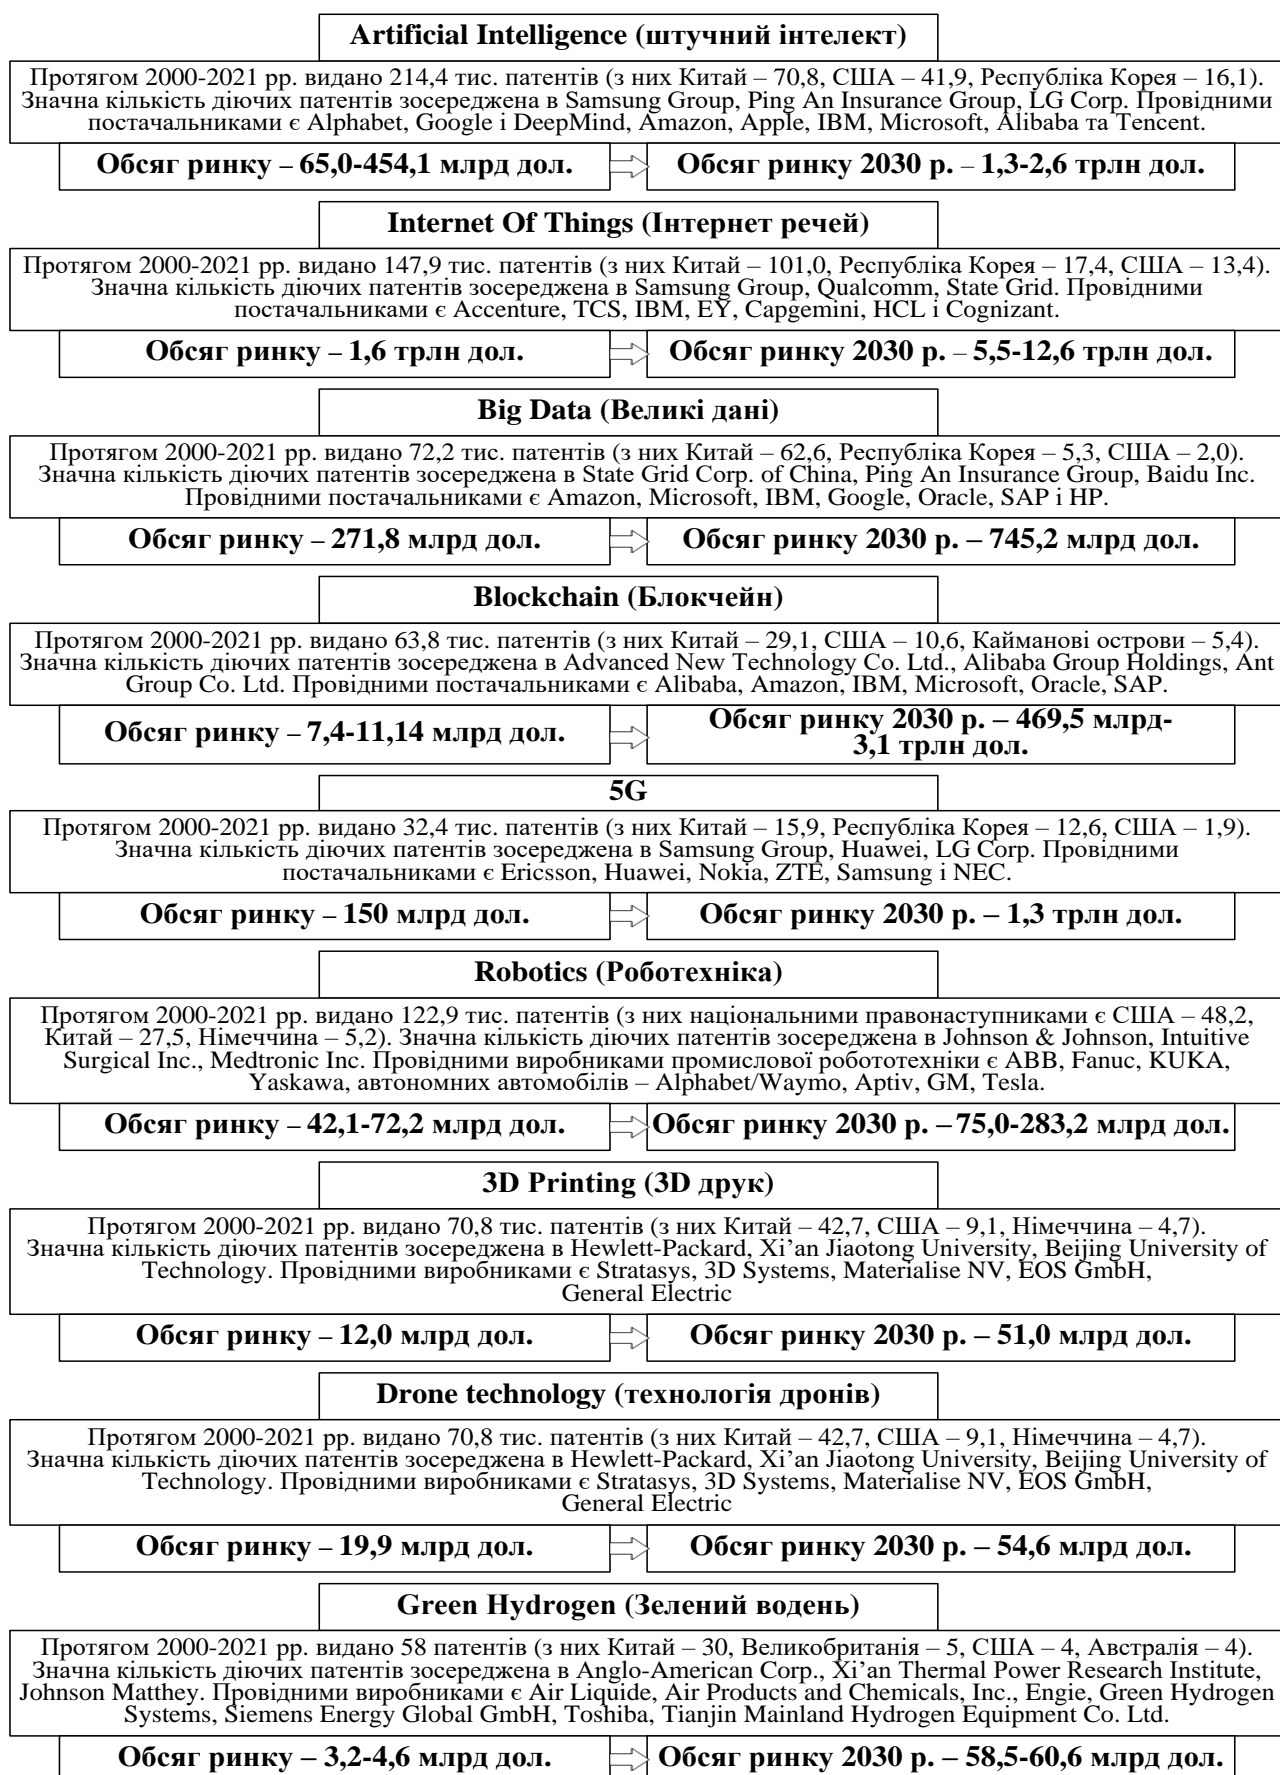 Artificial Intelligence (штучний інтелект)
Протягом 2000-2021 рр. видано 214,4 тис. патентів (з них Китай – 70,8, США – 41,9, Республіка Корея – 16,1).
Значна кількість діючих патентів зосереджена в Samsung Group, Ping An Insurance Group, LG Corp. Провідними
постачальниками є Alphabet, Google і DeepMind, Amazon, Apple, IBM, Microsoft, Alibaba та Tencent.
Обсяг ринку – 65,0-454,1 млрд дол.
Обсяг ринку 2030 р. – 1,3-2,6 трлн дол.
Internet Of Things (Інтернет речей)
Протягом 2000-2021 рр. видано 147,9 тис. патентів (з них Китай – 101,0, Республіка Корея – 17,4, США – 13,4).
Значна кількість діючих патентів зосереджена в Samsung Group, Qualcomm, State Grid. Провідними
постачальниками є Accenture, TCS, IBM, EY, Capgemini, HCL і Cognizant.
Обсяг ринку – 1,6 трлн дол.
Обсяг ринку 2030 р. – 5,5-12,6 трлн дол.
Big Data (Великі дані)
Протягом 2000-2021 рр. видано 72,2 тис. патентів (з них Китай – 62,6, Республіка Корея – 5,3, США – 2,0).
Значна кількість діючих патентів зосереджена в State Grid Corp. of China, Ping An Insurance Group, Baidu Inc.
Провідними постачальниками є Amazon, Microsoft, IBM, Google, Oracle, SAP і HP.
Обсяг ринку – 271,8 млрд дол.
Обсяг ринку 2030 р. – 745,2 млрд дол.
Blockchain (Блокчейн)
Протягом 2000-2021 рр. видано 63,8 тис. патентів (з них Китай – 29,1, США – 10,6, Кайманові острови – 5,4).
Значна кількість діючих патентів зосереджена в Advanced New Technology Co. Ltd., Alibaba Group Holdings, Ant
Group Co. Ltd. Провідними постачальниками є Alibaba, Amazon, IBM, Microsoft, Oracle, SAP.
Обсяг ринку – 7,4-11,14 млрд дол.
Обсяг ринку 2030 р. – 469,5 млрд-
3,1 трлн дол.
5G
Протягом 2000-2021 рр. видано 32,4 тис. патентів (з них Китай – 15,9, Республіка Корея – 12,6, США – 1,9).
Значна кількість діючих патентів зосереджена в Samsung Group, Huawei, LG Corp. Провідними
постачальниками є Ericsson, Huawei, Nokia, ZTE, Samsung і NEC.
Обсяг ринку – 150 млрд дол.
Обсяг ринку 2030 р. – 1,3 трлн дол.
Robotics (Роботехніка)
Протягом 2000-2021 рр. видано 122,9 тис. патентів (з них національними правонаступниками є США – 48,2,
Китай – 27,5, Німеччина – 5,2). Значна кількість діючих патентів зосереджена в Johnson & Johnson, Intuitive
Surgical Inc., Medtronic Inc. Провідними виробниками промислової робототехніки є ABB, Fanuc, KUKA,
Yaskawa, автономних автомобілів – Alphabet/Waymo, Aptiv, GM, Tesla.
Обсяг ринку – 42,1-72,2 млрд дол.
Обсяг ринку 2030 р. – 75,0-283,2 млрд дол.
3D Printing (3D друк)
Протягом 2000-2021 рр. видано 70,8 тис. патентів (з них Китай – 42,7, США – 9,1, Німеччина – 4,7).
Значна кількість діючих патентів зосереджена в Hewlett-Packard, Xi’an Jiaotong University, Beijing University of
Technology. Провідними виробниками є Stratasys, 3D Systems, Materialise NV, EOS GmbH,
General Electric
Обсяг ринку – 12,0 млрд дол.
Обсяг ринку 2030 р. – 51,0 млрд дол.
Drone technology (технологія дронів)
Протягом 2000-2021 рр. видано 70,8 тис. патентів (з них Китай – 42,7, США – 9,1, Німеччина – 4,7).
Значна кількість діючих патентів зосереджена в Hewlett-Packard, Xi’an Jiaotong University, Beijing University of
Technology. Провідними виробниками є Stratasys, 3D Systems, Materialise NV, EOS GmbH,
General Electric
Обсяг ринку – 19,9 млрд дол.
Обсяг ринку 2030 р. – 54,6 млрд дол.
Green Hydrogen (Зелений водень)
Протягом 2000-2021 рр. видано 58 патентів (з них Китай – 30, Великобританія – 5, США – 4, Австралія – 4).
Значна кількість діючих патентів зосереджена в Anglo-American Corp., Xi’an Thermal Power Research Institute,
Johnson Matthey. Провідними виробниками є Air Liquide, Air Products and Chemicals, Inc., Engie, Green Hydrogen
Systems, Siemens Energy Global GmbH, Toshiba, Tianjin Mainland Hydrogen Equipment Co. Ltd.
Обсяг ринку – 3,2-4,6 млрд дол.
Обсяг ринку 2030 р. – 58,5-60,6 млрд дол.